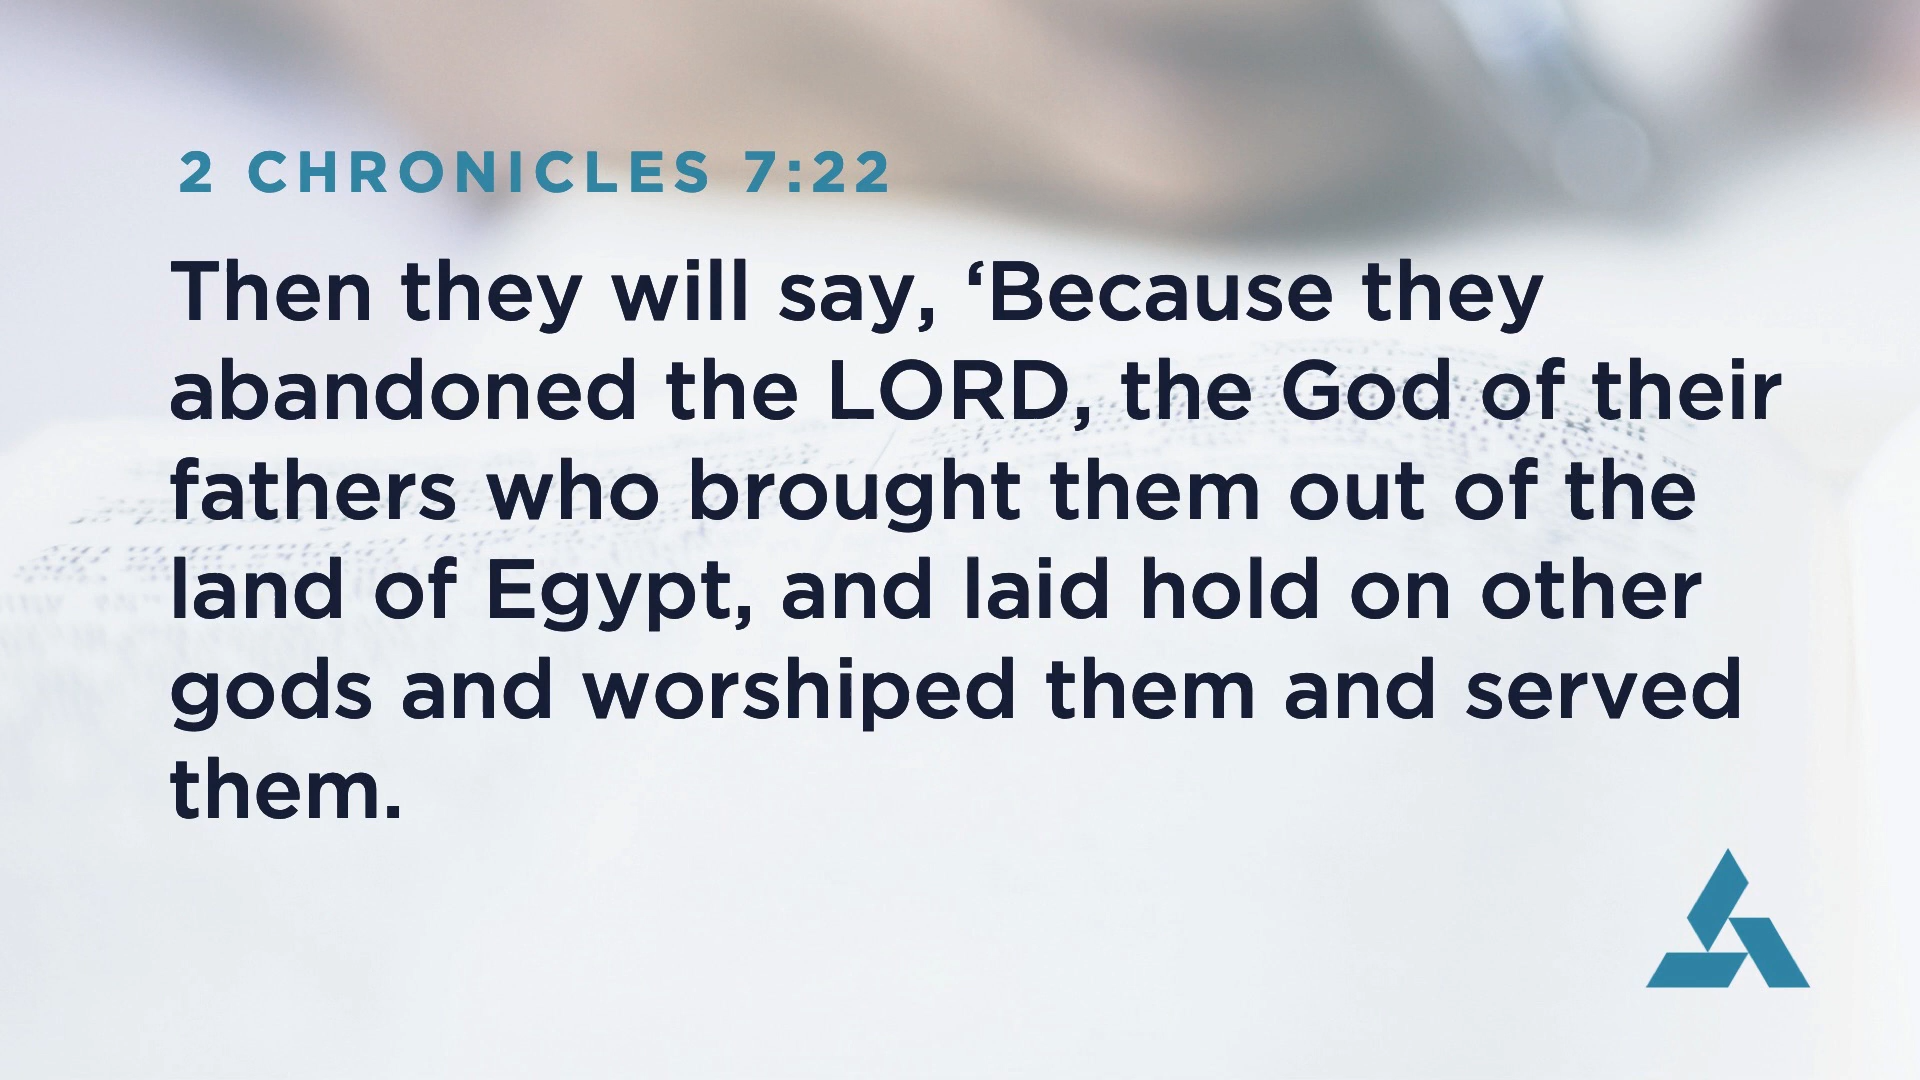 2 CHRONICLES 7:22
Then they will say, ‘Because they
abandoned the LORD, the God of their
fathers who brought them out of the
land of Egypt, and laid hold on other
gods and worshiped them and served
them.